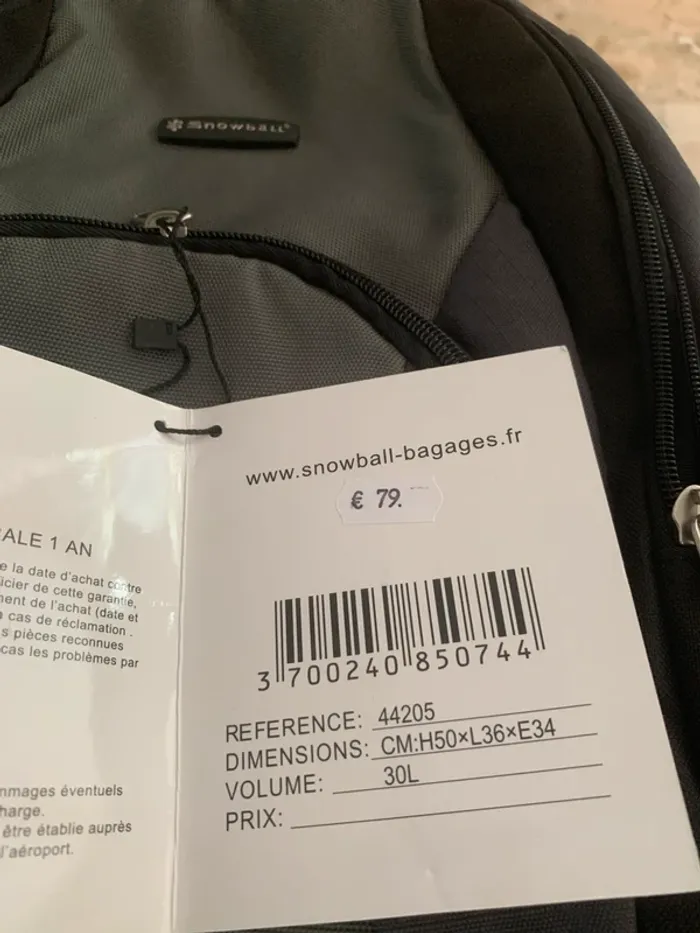 Snowball
ALE 1 AN
e la date d'achat contre
icier de cette garantie,
ment de l'achat (date et
cas de réclamation.
s pièces reconnues
cas les problèmes par
mmages éventuels
harge.
être établie auprès
l'aéroport.
www.snowball-bagages.fr
€ 79.
3 700240 850744
REFERENCE: 44205
DIMENSIONS: CM:H50×L36×E34
VOLUME: 30L
PRIX: